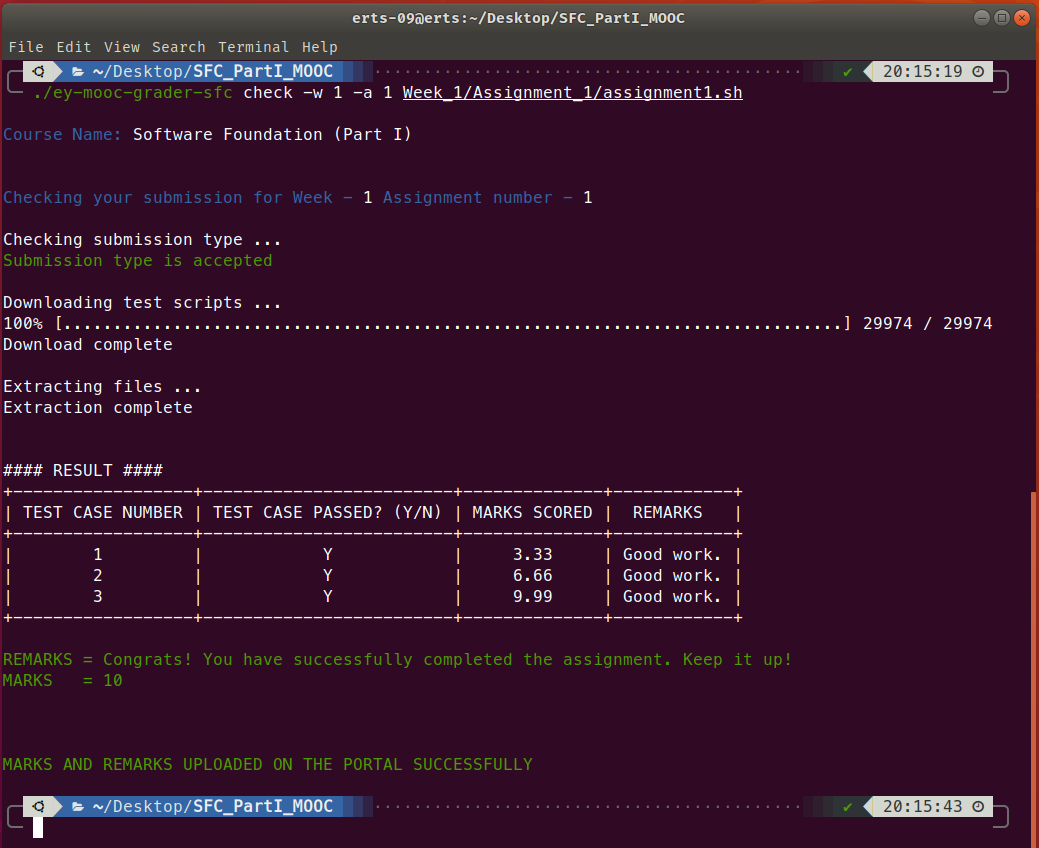 erts-09@erts:~/Desktop/SFC_PartI_MOOC
File Edit View Search Terminal Help
~/Desktop/SFC_PartI_MOOC ✔ 20:15:19
./ey-mooc-grader-sfc check -w 1 -a 1 Week_1/Assignment_1/assignment1.sh
Course Name: Software Foundation (Part I)
Checking your submission for Week - 1 Assignment number - 1
Checking submission type ...
Submission type is accepted
Downloading test scripts ...
100% [..............................................................................] 29974 / 29974
Download complete
Extracting files ...
Extraction complete
#### RESULT ####
+------------------+-------------------------+--------------+------------+
| TEST CASE NUMBER | TEST CASE PASSED? (Y/N) | MARKS SCORED | REMARKS |
+------------------+-------------------------+--------------+------------+
| 1 | Y | 3.33 | Good work. |
| 2 | Y | 6.66 | Good work. |
| 3 | Y | 9.99 | Good work. |
+------------------+-------------------------+--------------+------------+
REMARKS = Congrats! You have successfully completed the assignment. Keep it up!
MARKS = 10
MARKS AND REMARKS UPLOADED ON THE PORTAL SUCCESSFULLY
~/Desktop/SFC_PartI_MOOC ✔ 20:15:43